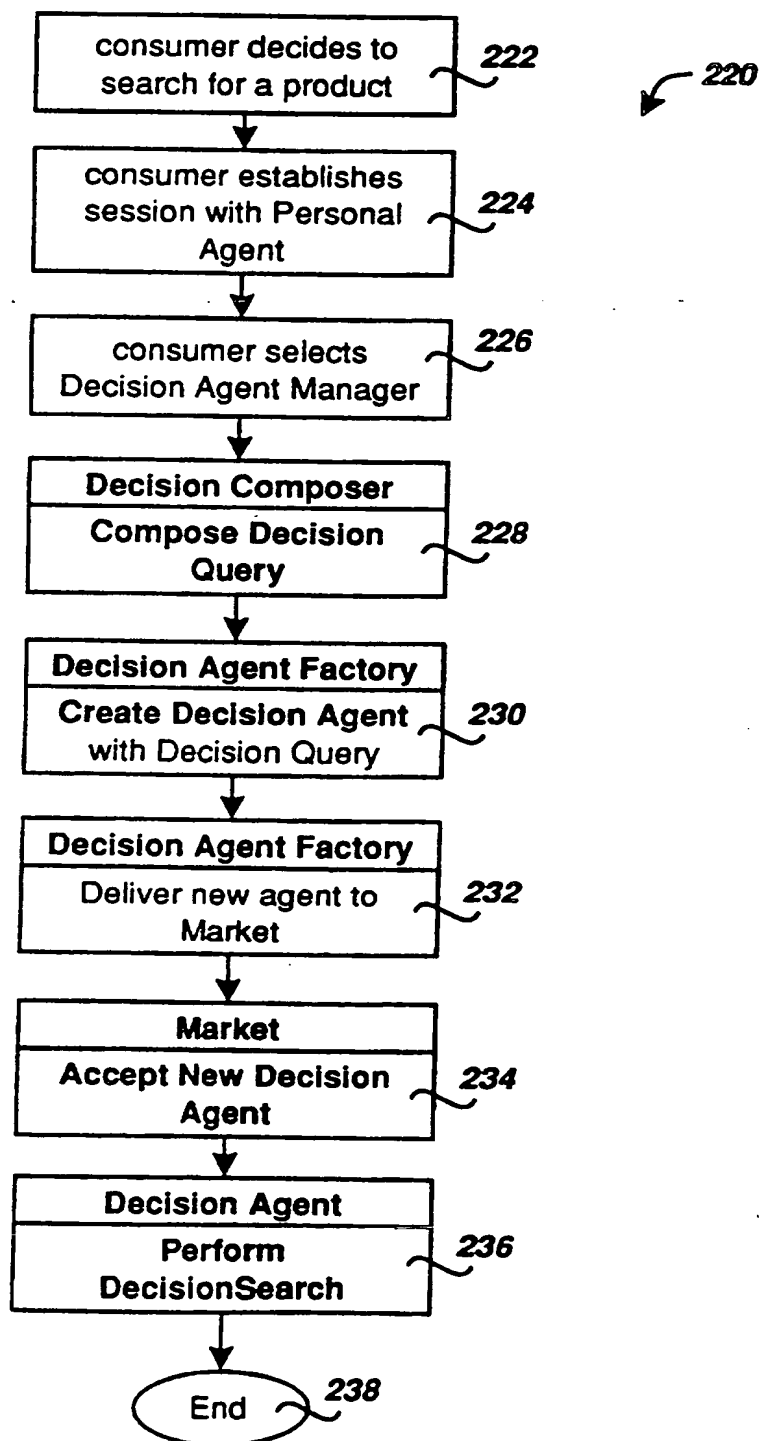 consumer decides to
search for a product
222
220
consumer establishes
session with Personal
Agent
224
consumer selects
Decision Agent Manager
226
Decision Composer
Compose Decision
Query
228
Decision Agent Factory
Create Decision Agent
with Decision Query
230
Decision Agent Factory
Deliver new agent to
Market
232
Market
Accept New Decision
Agent
234
Decision Agent
Perform
DecisionSearch
236
End
238